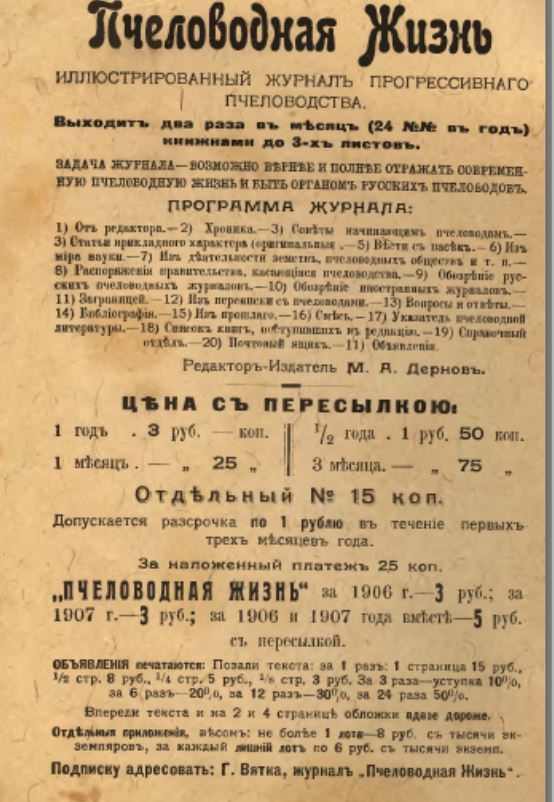 Пчеловодная Жизнь
ИЛЛЮСТРИРОВАННЫЙ ЖУРНАЛЪ ПРОГРЕССИВНАГО
ПЧЕЛОВОДСТВА.
Выходитъ два раза въ мѣсяцъ (24 №№ въ годъ)
книжками до 3-хъ листовъ.
ЗАДАЧА ЖУРНАЛА—ВОЗМОЖНО ВѢРНѢЕ И ПОЛНѢЕ ОТРАЖАТЬ СОВРЕМЕН-
НУЮ ПЧЕЛОВОДНУЮ ЖИЗНЬ И БЫТЬ ОРГАНОМЪ РУССКИХЪ ПЧЕЛОВОДОВЪ.
ПРОГРАММА ЖУРНАЛА:
1) Отъ редактора.—2) Хроника.—3) Совѣты начинающимъ пчеловодамъ.—
3) Статьи прикладного характера (оригинальныя .—5) Вѣсти съ пасѣкъ.—6) Изъ
міра науки.—7) Изъ дѣятельности земствъ, пчеловодныхъ обществъ и т. п.—
8) Распоряженія правительства, касающіяся пчеловодства.—9) Обозрѣніе рус-
скихъ пчеловодныхъ журналовъ.—10) Обозрѣніе иностранныхъ журналовъ.—
11) Заграницей.—12) Изъ переписки съ пчеловодами.—13) Вопросы и отвѣты.—
14) Библіографія.—15) Изъ прошлаго.—16) Смѣсь.—17) Указатель пчеловодной
литературы.—18) Списокъ книгъ, поступившихъ въ редакцію.—19) Справочный
отдѣлъ.—20) Почтовый ящикъ.—11) Объявленія.
Редакторъ-Издатель М. А. Дерновъ.
ЦѢНА СЪ ПЕРЕСЫЛКОЮ:
1 годъ . 3 руб. — коп. ½ года . 1 руб. 50 коп.
1 мѣсяцъ . — „ 25 „ 3 мѣсяца. — „ 75 „
Отдѣльный № 15 коп.
Допускается разсрочка по 1 рублю въ теченіе первыхъ
трехъ мѣсяцевъ года.
За наложенный платежъ 25 коп.
„ПЧЕЛОВОДНАЯ ЖИЗНЬ“ за 1906 г.—3 руб.; за
1907 г.—3 руб.; за 1906 и 1907 года вмѣстѣ—5 руб.
съ пересылкой.
ОБЪЯВЛЕНІЯ печатаются: Позади текста: за 1 разъ: 1 страница 15 руб.,
½ стр. 8 руб., ¼ стр. 5 руб., ⅛ стр. 3 руб. За 3 раза—уступка 10%,
за 6 разъ—20%, за 12 разъ—30%, за 24 раза 50%.
Впереди текста и на 2 и 4 страницѣ обложки вдвое дороже.
Отдѣльныя приложенія, вѣсомъ: не болѣе 1 лота—8 руб. съ тысячи эк-
земпляровъ, за каждый лишній лотъ по 6 руб. съ тысячи экземп.
Подписку адресовать: Г. Вятка, журналъ „Пчеловодная Жизнь“.